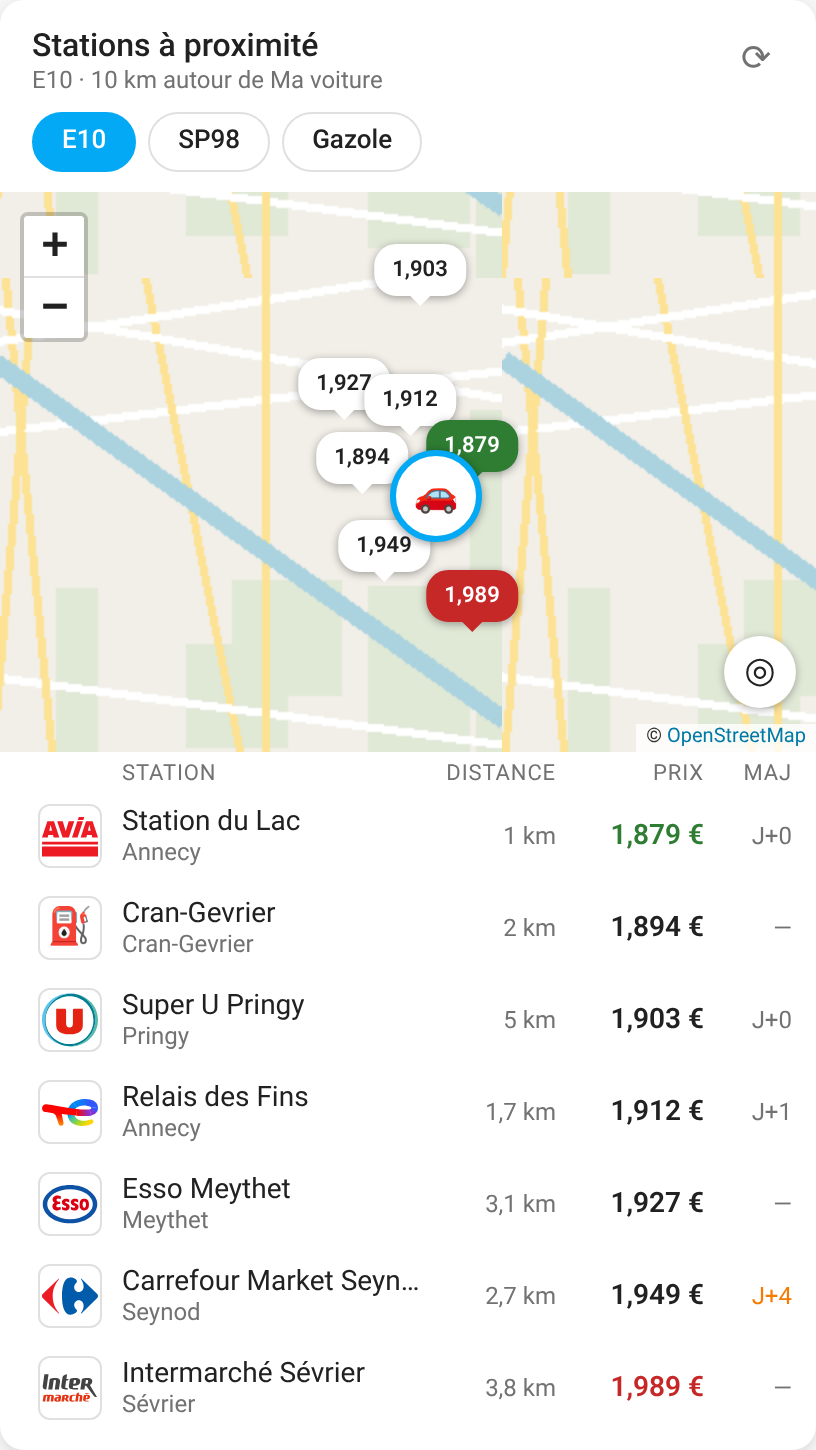 Stations à proximité
E10 · 10 km autour de Ma voiture
⟳
E10 SP98 Gazole
+
−
1,903
1,927
1,912
1,879
1,894
1,949
1,989
© OpenStreetMap
STATION DISTANCE PRIX MAJ
AVIA Station du Lac 1 km 1,879 € J+0
Annecy
Cran-Gevrier 2 km 1,894 € —
Cran-Gevrier
U Super U Pringy 5 km 1,903 € J+0
Pringy
Relais des Fins 1,7 km 1,912 € J+1
Annecy
Esso Esso Meythet 3,1 km 1,927 € —
Meythet
Carrefour Market Seyn… 2,7 km 1,949 € J+4
Seynod
Inter Intermarché Sévrier 3,8 km 1,989 € —
marché Sévrier